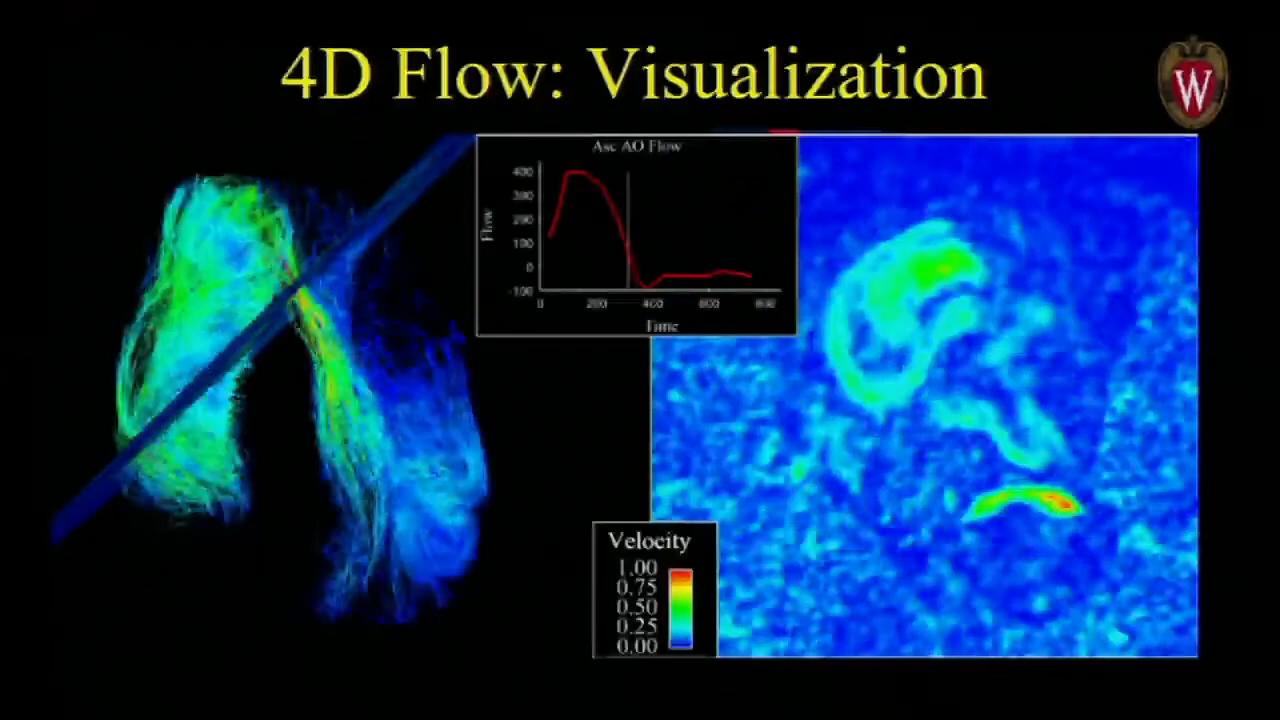 4D Flow: Visualization
W
Asc AO Flow
400
300
200
100
0
-100
Flow
0 200 400 600 800
Time
Velocity
1.00
0.75
0.50
0.25
0.00